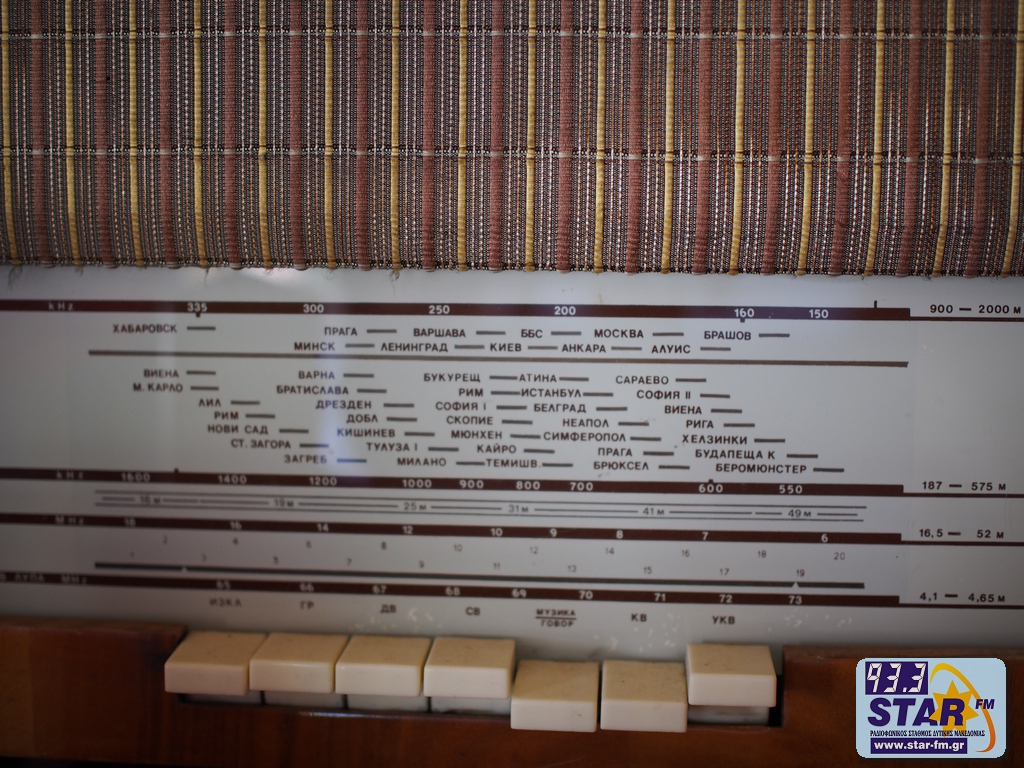 kHz 335 300 250 200 160 150 900 — 2000 м
ХАБАРОВСК ПРАГА ВАРШАВА ББС МОСКВА БРАШОВ
МИНСК ЛЕНИНГРАД КИЕВ АНКАРА АЛУИС
ВИЕНА ВАРНА БУКУРЕЩ АТИНА САРАЕВО
М. КАРЛО БРАТИСЛАВА РИМ ИСТАНБУЛ СОФИЯ II
ЛИЛ ДРЕЗДЕН СОФИЯ I БЕЛГРАД ВИЕНА
РИМ ДОБЛ СКОПИЕ НЕАПОЛ РИГА
НОВИ САД КИШИНЕВ МЮНХЕН СИМФЕРОПОЛ ХЕЛЗИНКИ
СТ. ЗАГОРА ТУЛУЗА I КАЙРО ПРАГА БУДАПЕЩА К
ЗАГРЕБ МИЛАНО ТЕМИШВ. БРЮКСЕЛ БЕРОМЮНСТЕР
kHz 1600 1400 1200 1000 900 800 700 600 550 187 — 575 м
16 м 19 м 25 м 31 м 41 м 49 м
MHz 18 16 14 12 10 9 8 7 6 16,5 — 52 м
2 4 6 8 10 12 14 16 18 20
1 3 5 7 9 11 13 15 17 19
ЛУПА MHz 65 66 67 68 69 70 71 72 73 4,1 — 4,65 м
ИЗКЛ ГР ДВ СВ МУЗИКА КВ УКВ
ГОВОР
93.3
STAR FM
ΡΑΔΙΟΦΩΝΙΚΟΣ ΣΤΑΘΜΟΣ ΔΥΤΙΚΗΣ ΜΑΚΕΔΟΝΙΑΣ
www.star-fm.gr